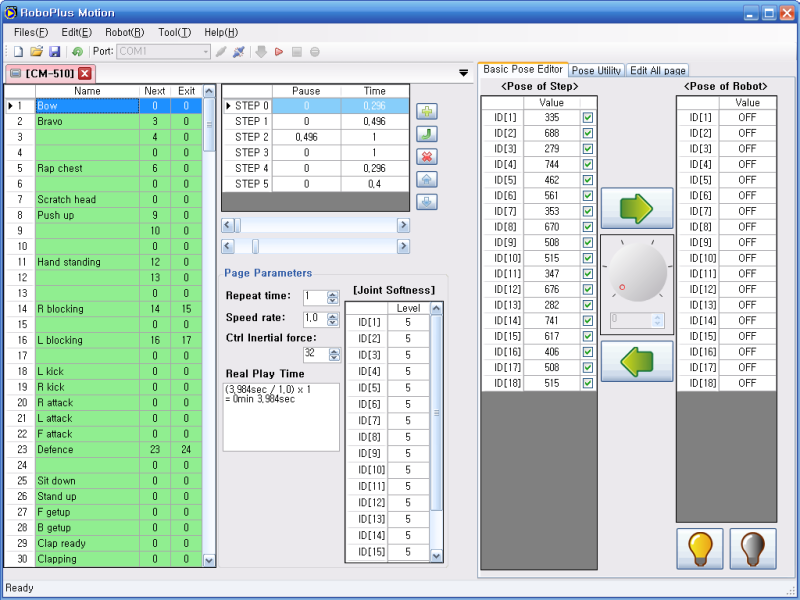 RoboPlus Motion
Files(F) Edit(E) Robot(R) Tool(T) Help(H)
Port: COM1
[CM-510]
Name Next Exit
1 Bow 0 0
2 Bravo 3 0
3 4 0
4 0 0
5 Rap chest 6 0
6 0 0
7 Scratch head 0 0
8 Push up 9 0
9 10 0
10 0 0
11 Hand standing 12 0
12 13 0
13 0 0
14 R blocking 14 15
15 0 0
16 L blocking 16 17
17 0 0
18 L kick 0 0
19 R kick 0 0
20 R attack 0 0
21 L attack 0 0
22 F attack 0 0
23 Defence 23 24
24 0 0
25 Sit down 0 0
26 Stand up 0 0
27 F getup 0 0
28 B getup 0 0
29 Clap ready 0 0
30 Clapping 0 0
Pause Time
STEP 0 0 0,296
STEP 1 0 0,496
STEP 2 0,496 1
STEP 3 0 1
STEP 4 0 0,296
STEP 5 0 0,4
Page Parameters
Repeat time: 1
Speed rate: 1,0
Ctrl Inertial force:
32
Real Play Time
(3,984sec / 1,0) x 1
= 0min 3,984sec
[Joint Softness]
Level
ID[1] 5
ID[2] 5
ID[3] 5
ID[4] 5
ID[5] 5
ID[6] 5
ID[7] 5
ID[8] 5
ID[9] 5
ID[10] 5
ID[11] 5
ID[12] 5
ID[13] 5
ID[14] 5
ID[15] 5
Basic Pose Editor Pose Utility Edit All page
<Pose of Step>
Value
ID[1] 335
ID[2] 688
ID[3] 279
ID[4] 744
ID[5] 462
ID[6] 561
ID[7] 353
ID[8] 670
ID[9] 508
ID[10] 515
ID[11] 347
ID[12] 676
ID[13] 282
ID[14] 741
ID[15] 617
ID[16] 406
ID[17] 508
ID[18] 515
0
<Pose of Robot>
Value
ID[1] OFF
ID[2] OFF
ID[3] OFF
ID[4] OFF
ID[5] OFF
ID[6] OFF
ID[7] OFF
ID[8] OFF
ID[9] OFF
ID[10] OFF
ID[11] OFF
ID[12] OFF
ID[13] OFF
ID[14] OFF
ID[15] OFF
ID[16] OFF
ID[17] OFF
ID[18] OFF
Ready